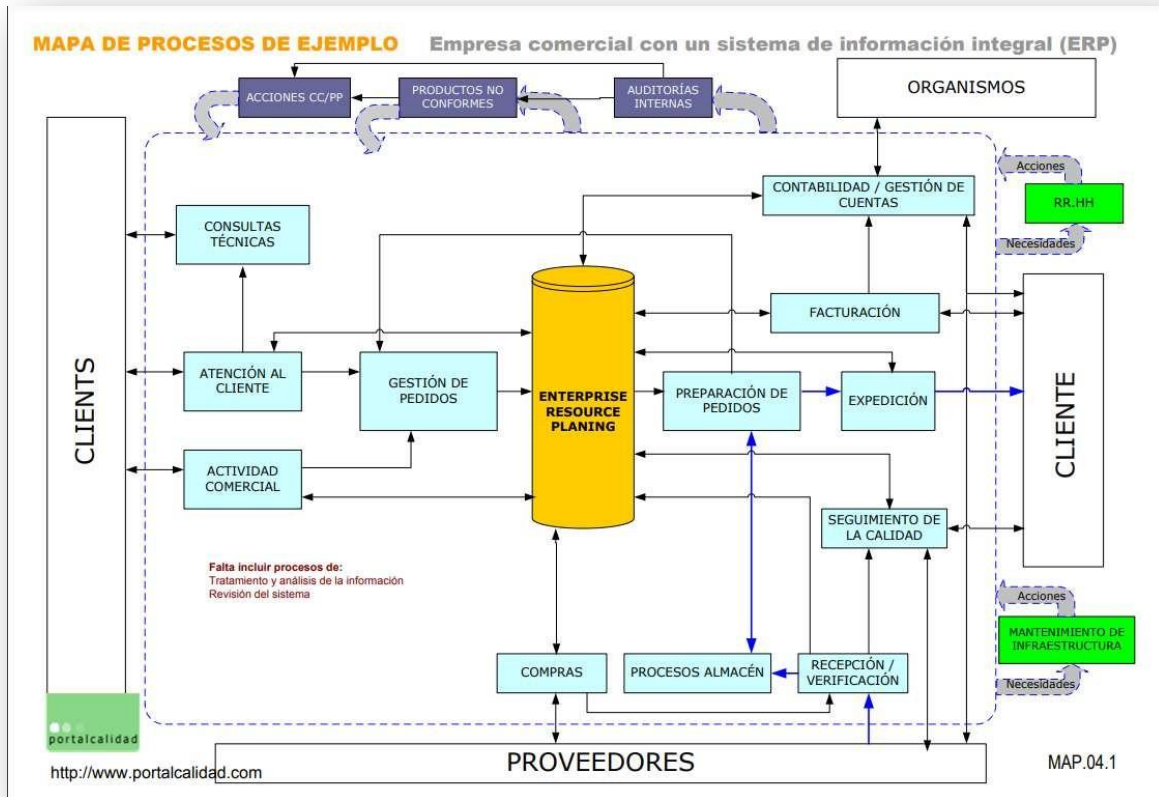 MAPA DE PROCESOS DE EJEMPLO Empresa comercial con un sistema de información integral (ERP)
ACCIONES CC/PP
PRODUCTOS NO
CONFORMES
AUDITORÍAS
INTERNAS
ORGANISMOS
Acciones
RR.HH
Necesidades
CONTABILIDAD / GESTIÓN DE
CUENTAS
CONSULTAS
TÉCNICAS
FACTURACIÓN
CLIENTS
ATENCIÓN AL
CLIENTE
GESTIÓN DE
PEDIDOS
ENTERPRISE
RESOURCE
PLANING
PREPARACIÓN DE
PEDIDOS
EXPEDICIÓN
CLIENTE
ACTIVIDAD
COMERCIAL
SEGUIMIENTO DE
LA CALIDAD
Falta incluir procesos de:
Tratamiento y análisis de la información
Revisión del sistema
Acciones
MANTENIMIENTO DE
INFRAESTRUCTURA
Necesidades
COMPRAS
PROCESOS ALMACÉN
RECEPCIÓN /
VERIFICACIÓN
portalcalidad
http://www.portalcalidad.com
PROVEEDORES
MAP.04.1